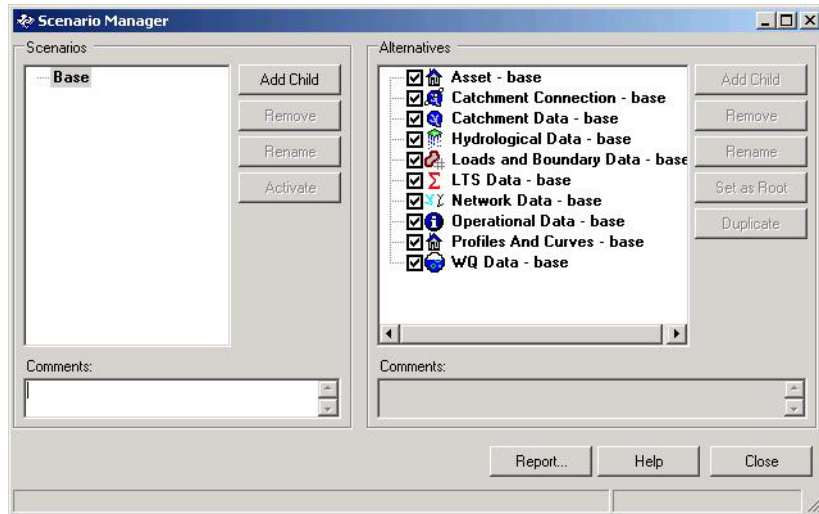 Scenario Manager
Scenarios
Base
Add Child
Remove
Rename
Activate
Comments:
Alternatives
Asset - base
Catchment Connection - base
Catchment Data - base
Hydrological Data - base
Loads and Boundary Data - base
LTS Data - base
Network Data - base
Operational Data - base
Profiles And Curves - base
WQ Data - base
Add Child
Remove
Rename
Set as Root
Duplicate
Comments:
Report...
Help
Close